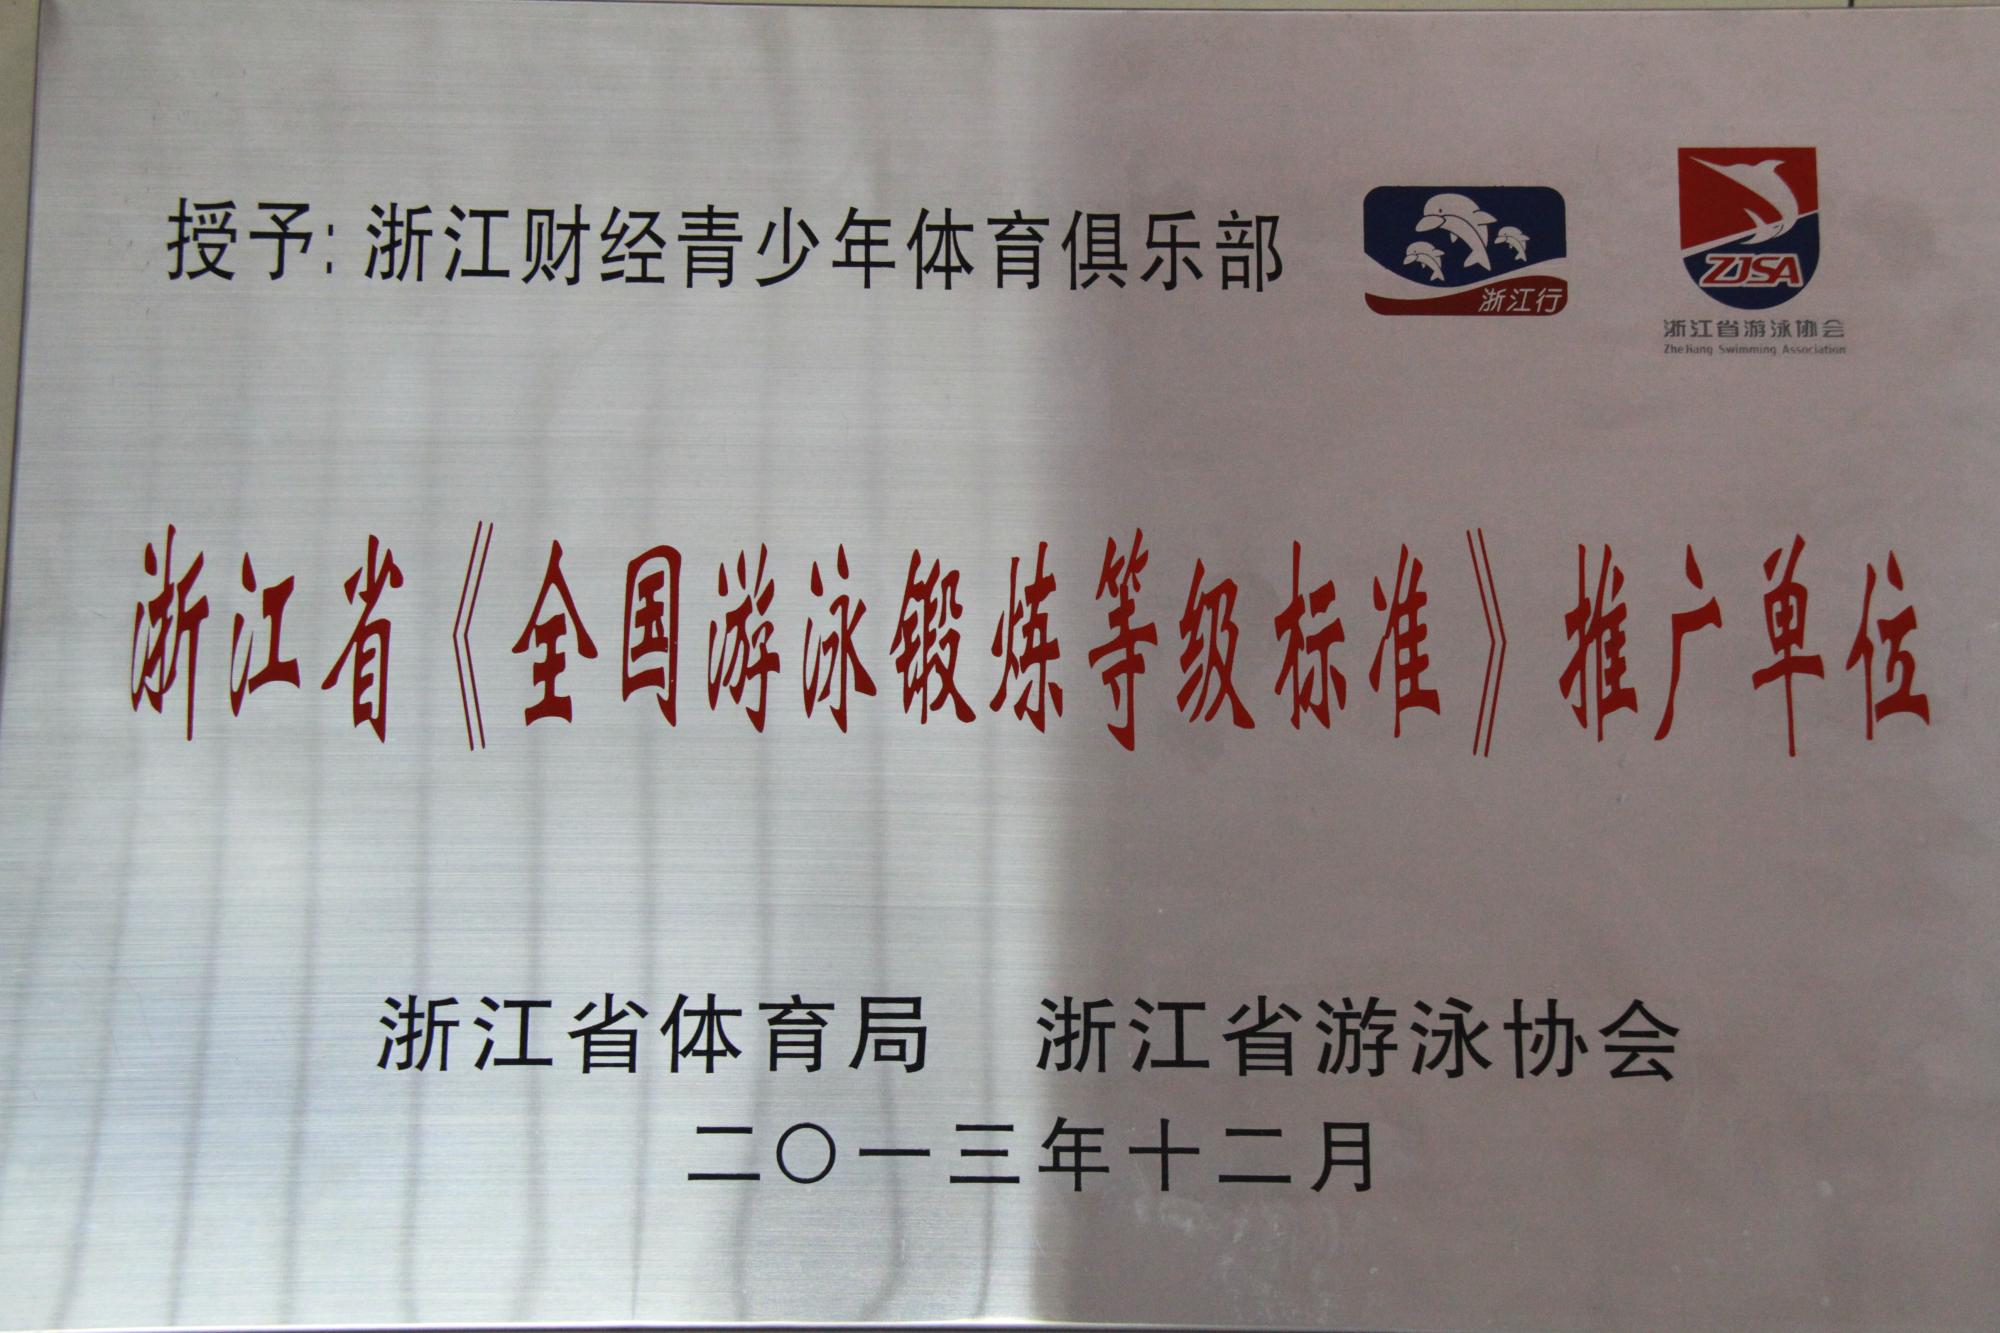 授予: 浙江财经青少年体育俱乐部
浙江行
ZJSA
浙江省游泳协会
ZheJiang Swimming Association
浙江省《全国游泳锻炼等级标准》推广单位
浙江省体育局 浙江省游泳协会
二〇一三年十二月